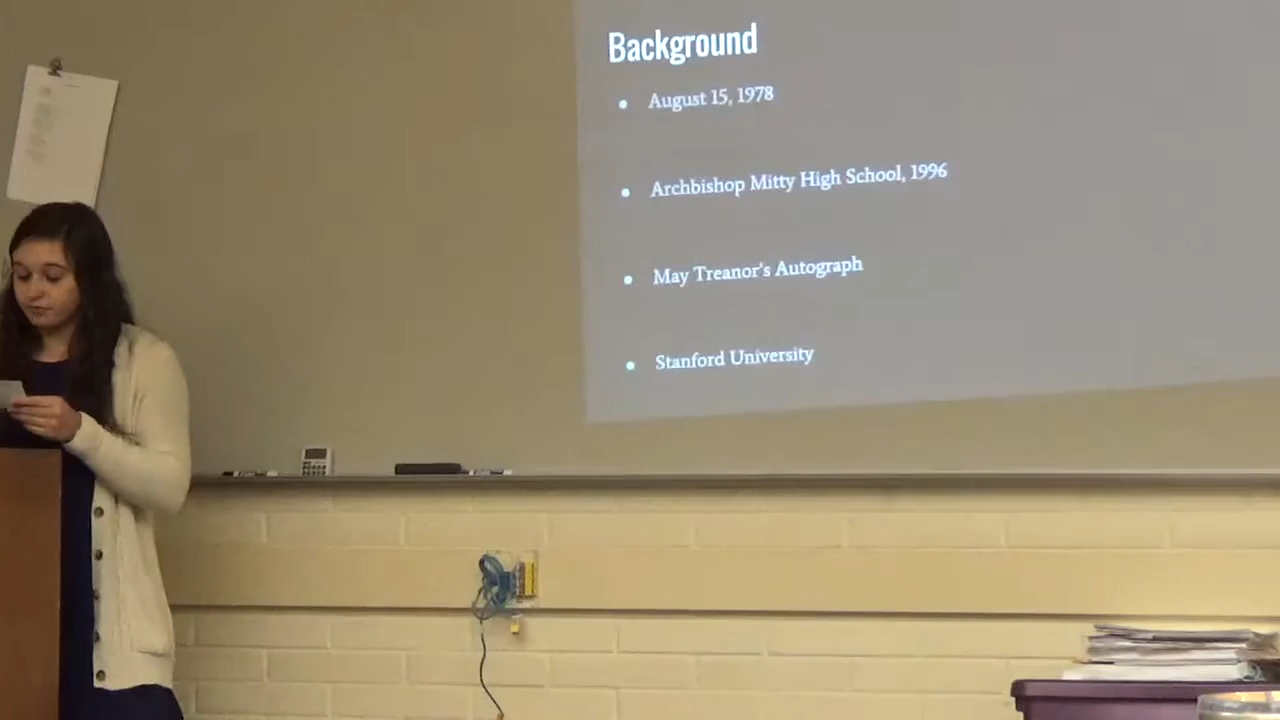 Background
• August 15, 1978
• Archbishop Mitty High School, 1996
• May Treanor's Autograph
• Stanford University